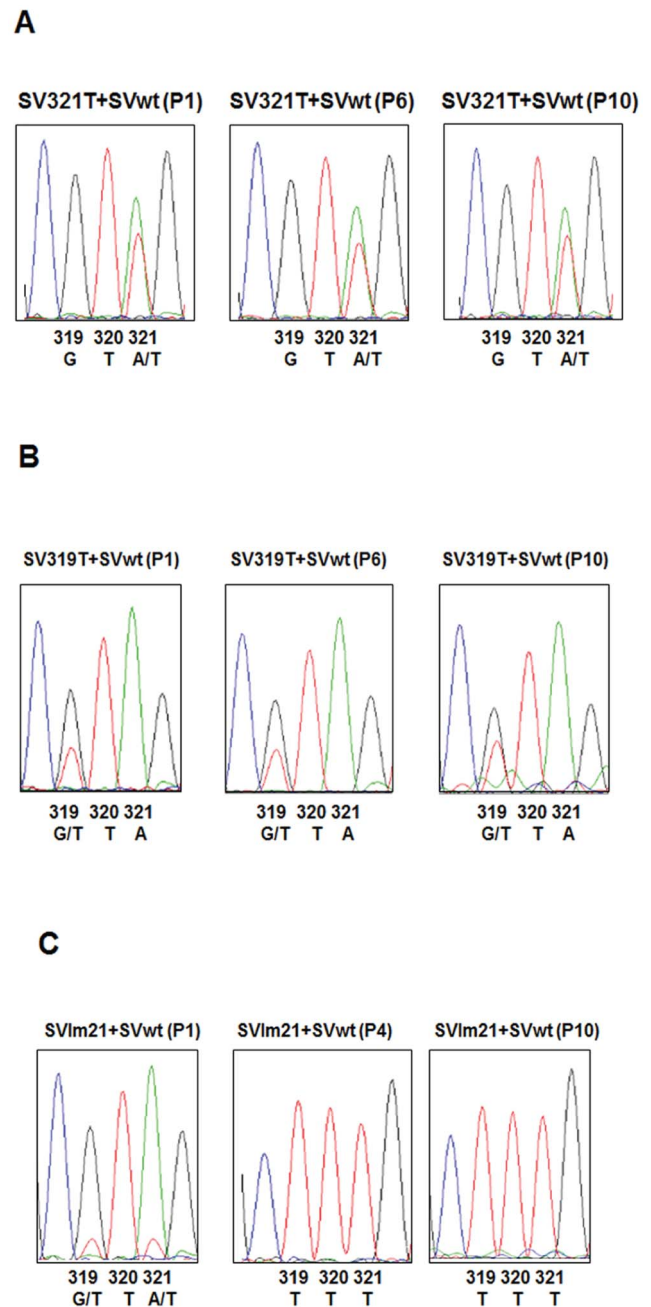 A
SV321T+SVwt (P1) SV321T+SVwt (P6) SV321T+SVwt (P10)
319 320 321 319 320 321 319 320 321
G T A/T G T A/T G T A/T
B
SV319T+SVwt (P1) SV319T+SVwt (P6) SV319T+SVwt (P10)
319 320 321 319 320 321 319 320 321
G/T T A G/T T A G/T T A
C
SVlm21+SVwt (P1) SVlm21+SVwt (P4) SVlm21+SVwt (P10)
319 320 321 319 320 321 319 320 321
G/T T A/T T T T T T T